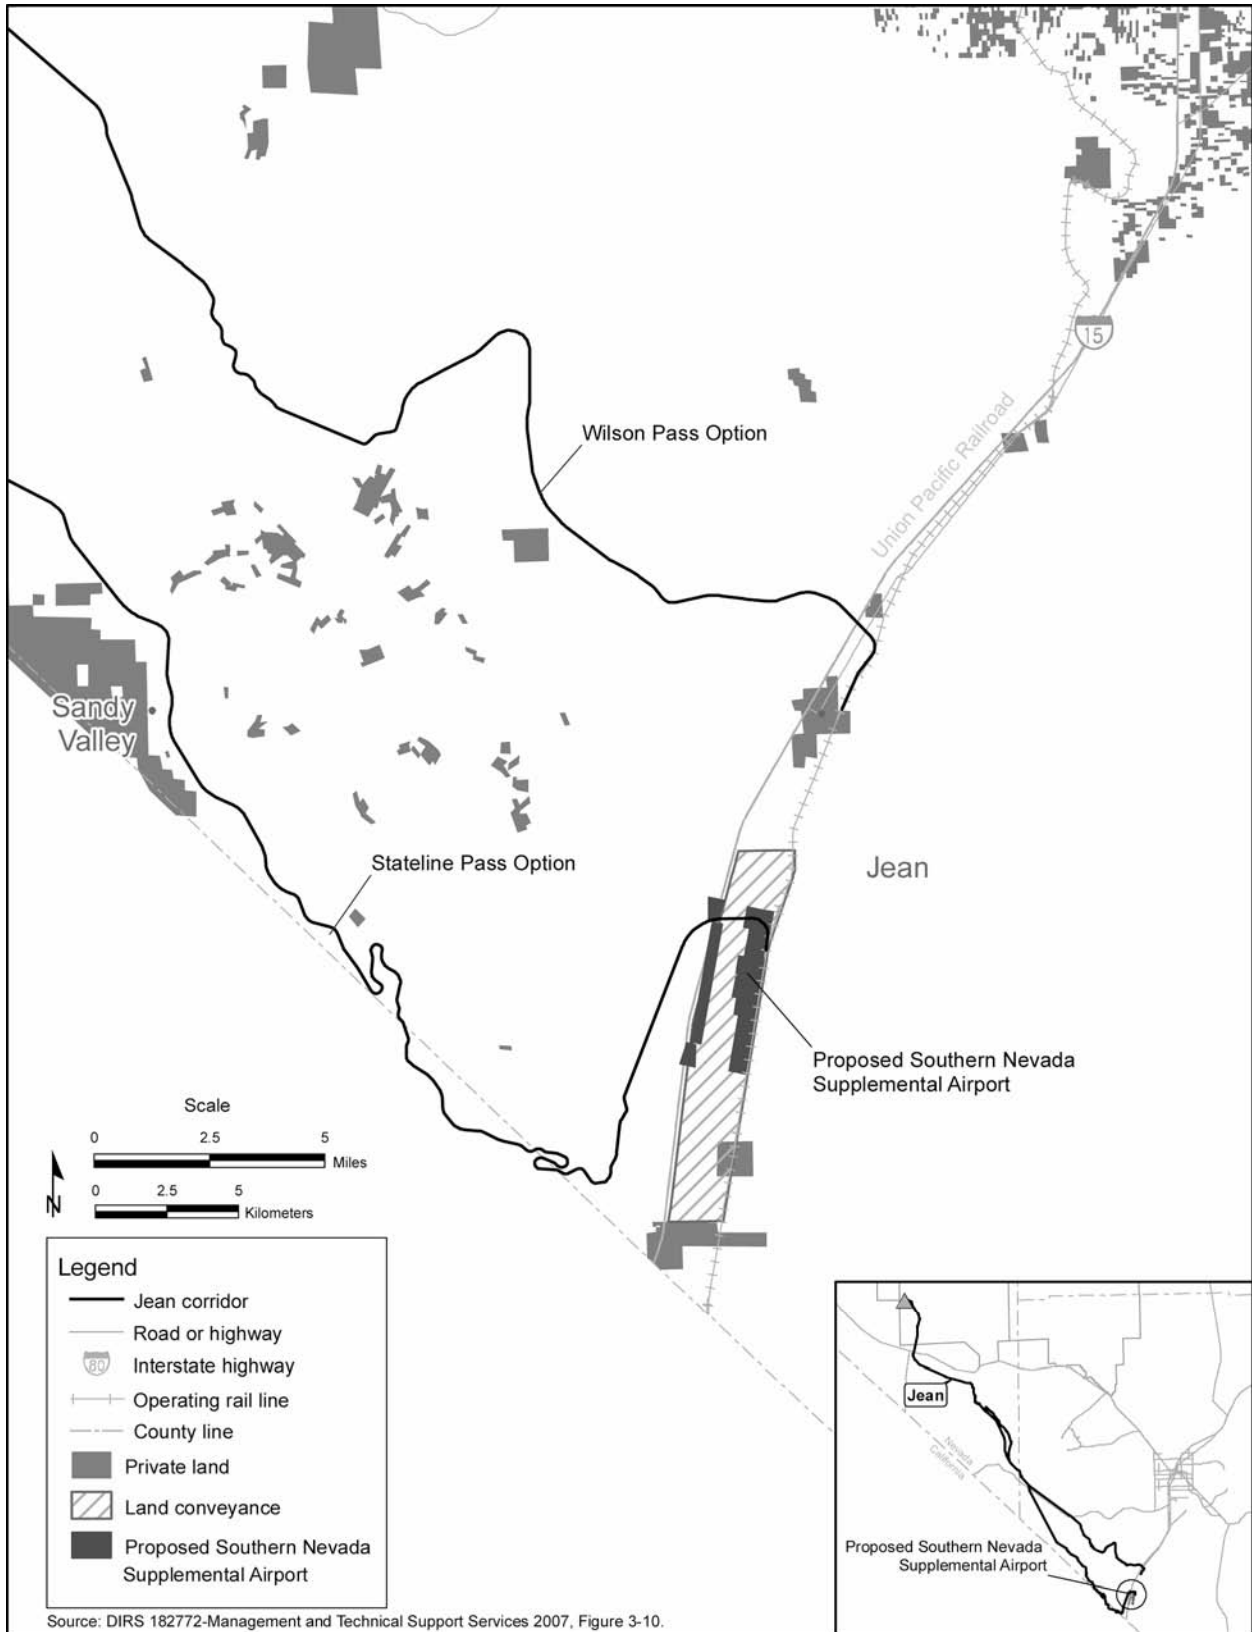 15
Union Pacific Railroad
Wilson Pass Option
Sandy
Valley
Stateline Pass Option
Jean
Proposed Southern Nevada
Supplemental Airport
Scale
0 2.5 5
Miles
0 2.5 5
Kilometers
N
Legend
Jean corridor
Road or highway
80
Interstate highway
Operating rail line
County line
Private land
Land conveyance
Proposed Southern Nevada
Supplemental Airport
Jean
Nevada
California
Proposed Southern Nevada
Supplemental Airport
Source: DIRS 182772-Management and Technical Support Services 2007, Figure 3-10.